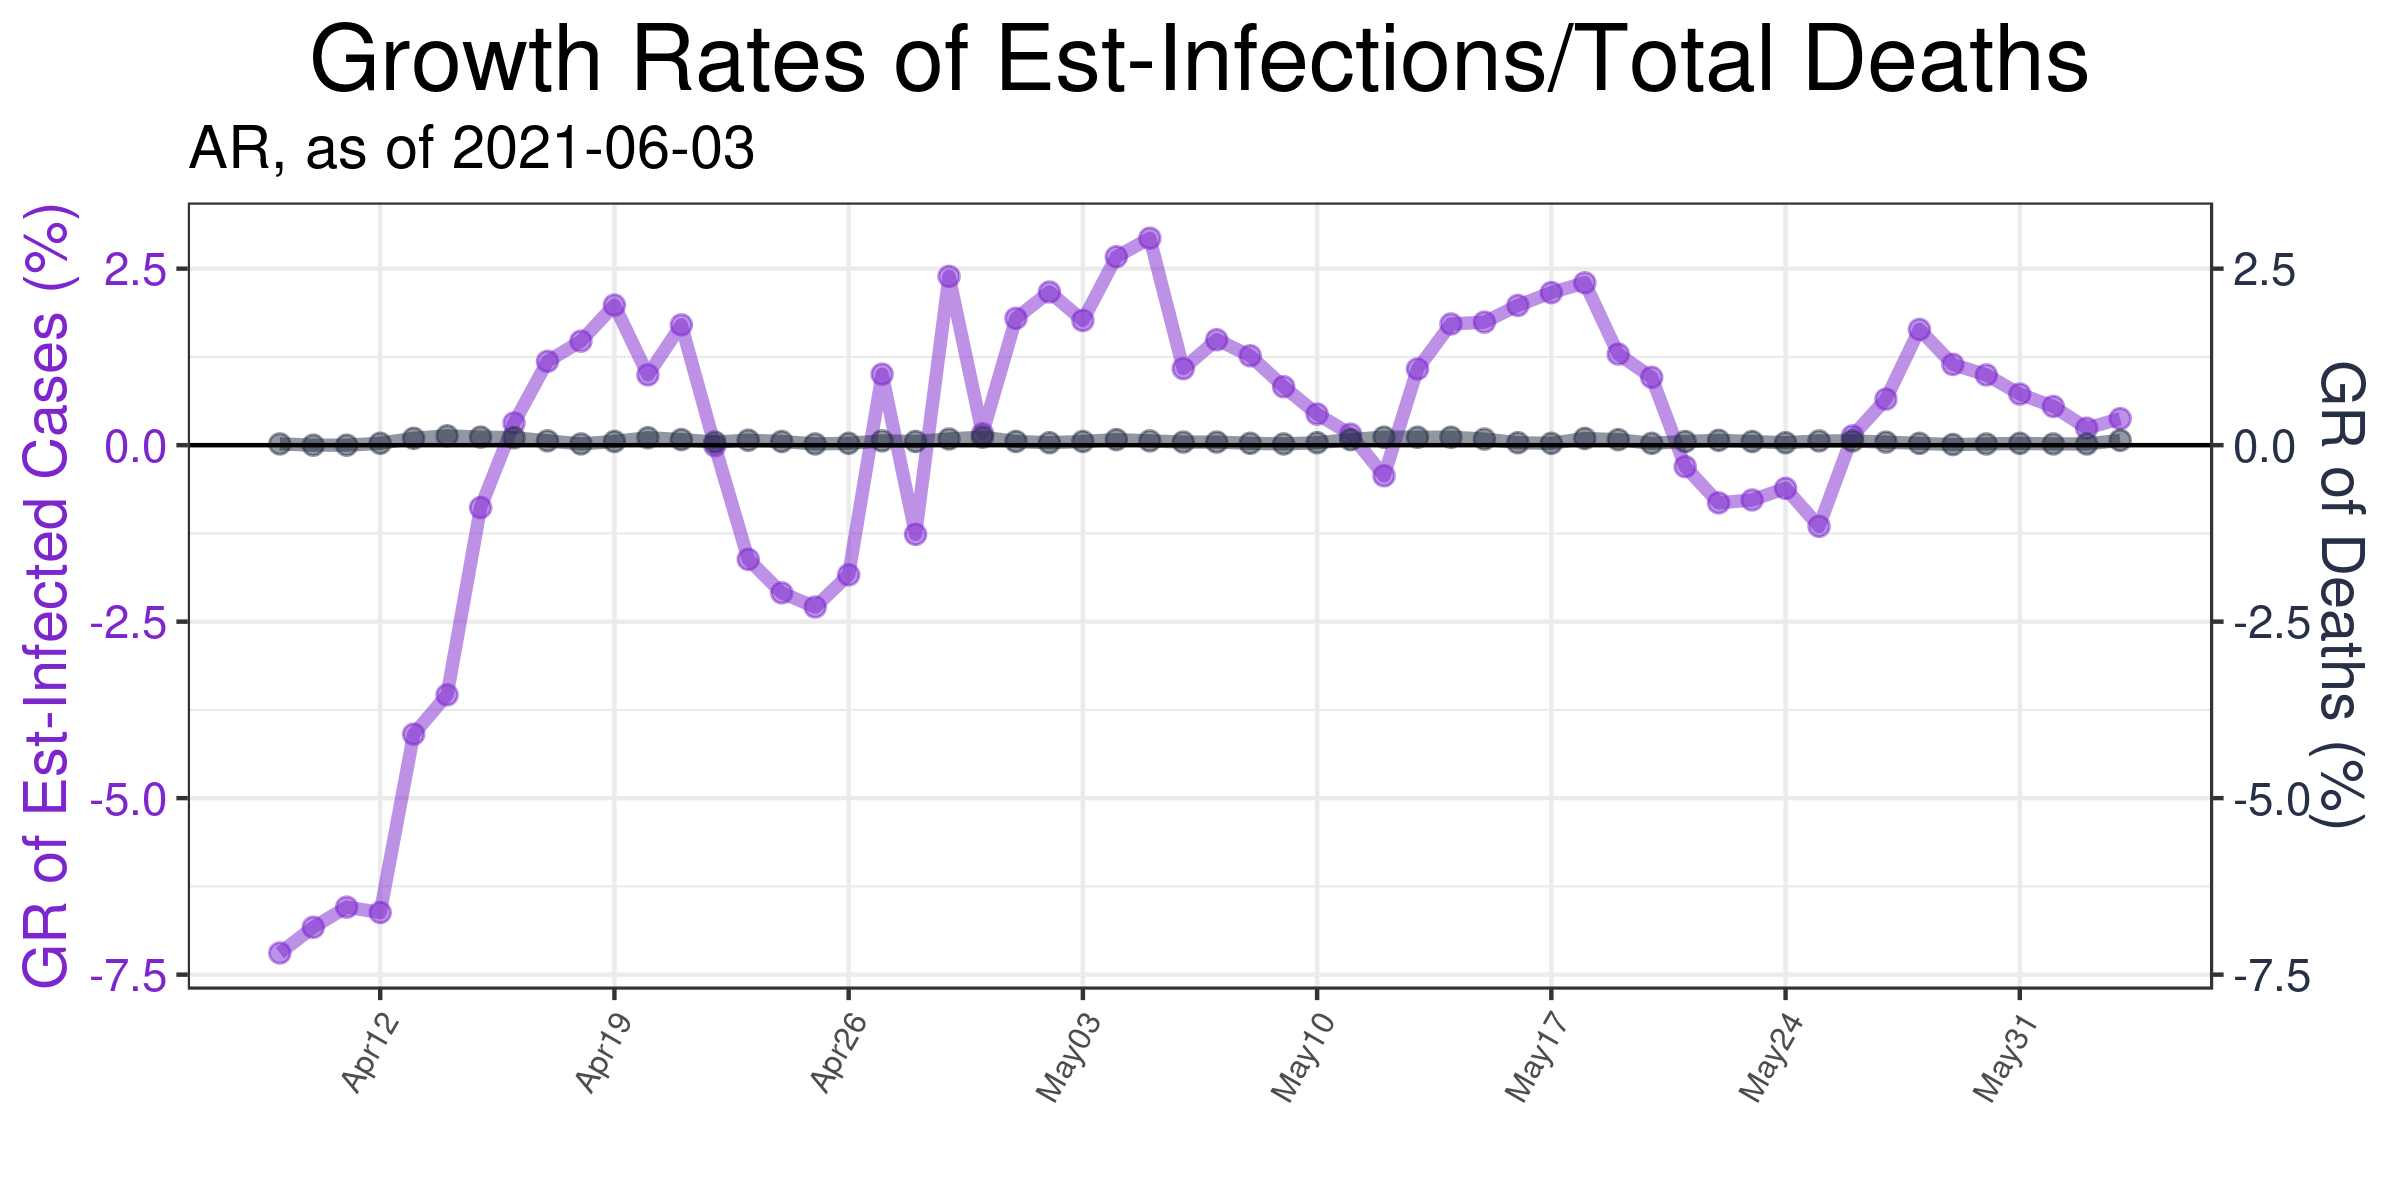 Growth Rates of Est-Infections/Total Deaths
AR, as of 2021-06-03
GR of Est-Infected Cases (%)
2.5
0.0
-2.5
-5.0
-7.5
2.5
0.0
-2.5
-5.0
-7.5
GR of Deaths (%)
Apr12
Apr19
Apr26
May03
May10
May17
May24
May31